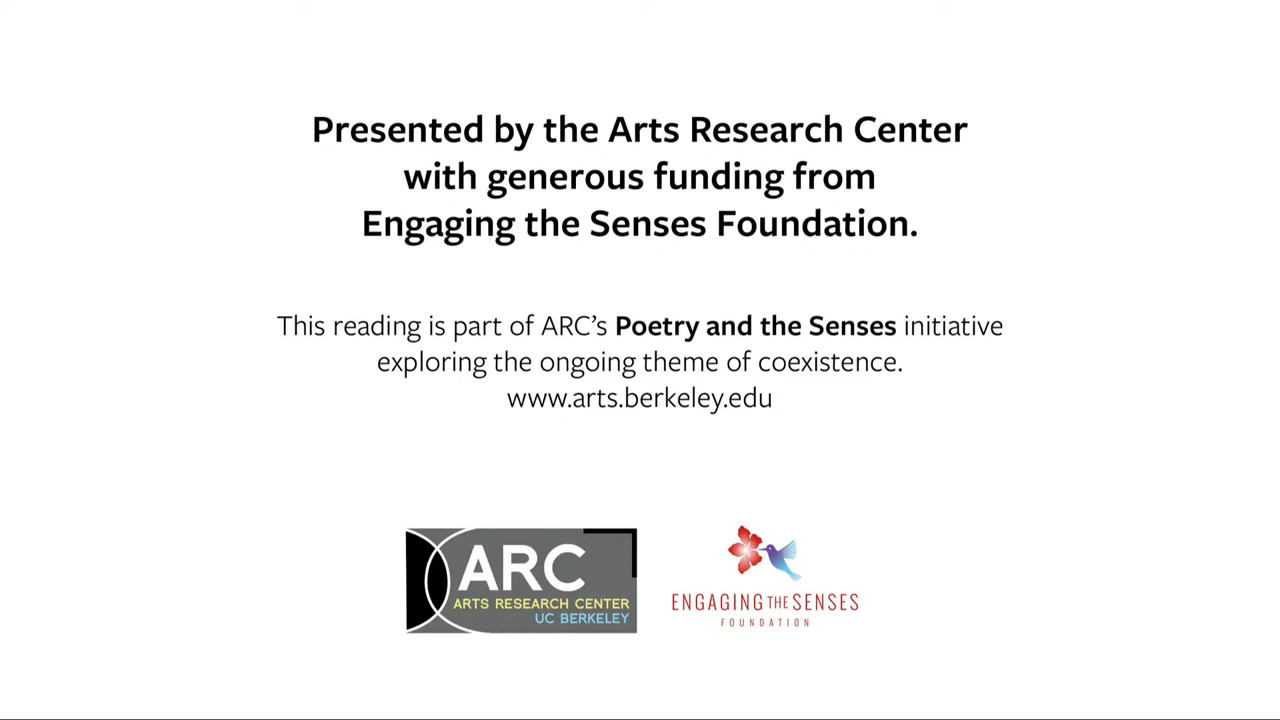 Presented by the Arts Research Center
with generous funding from
Engaging the Senses Foundation.
This reading is part of ARC’s Poetry and the Senses initiative
exploring the ongoing theme of coexistence.
www.arts.berkeley.edu
ARC
ARTS RESEARCH CENTER
UC BERKELEY
ENGAGING THE SENSES
FOUNDATION